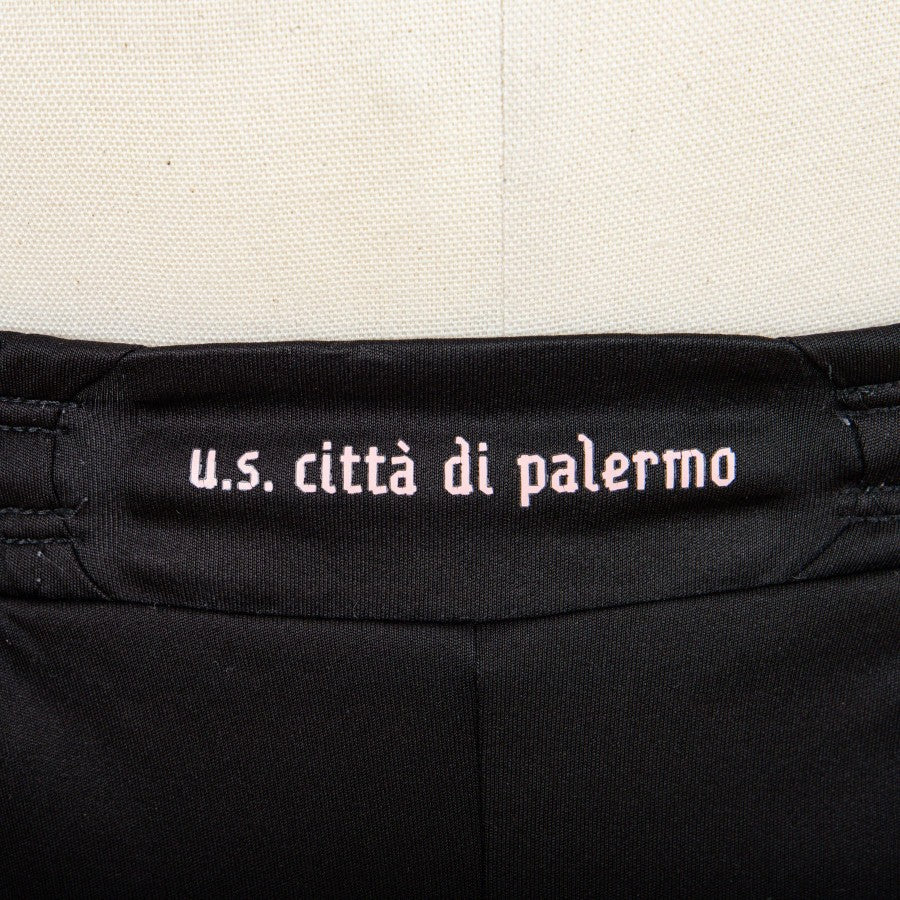 u.s. città di palermo